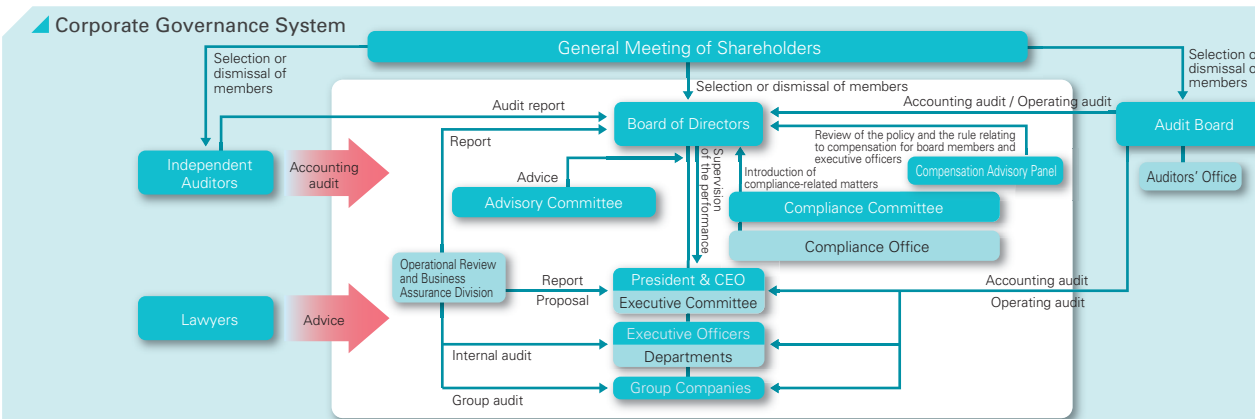 Corporate Governance System
General Meeting of Shareholders
Selection or
dismissal of
members
Selection or dismissal of members
Selection or
dismissal of
members
Audit report
Accounting audit / Operating audit
Board of Directors
Audit Board
Report
Review of the policy and the rule relating
to compensation for board members and
executive officers
Independent
Auditors
Accounting
audit
Supervision
of the performance
Advice
Introduction of
compliance-related matters
Compensation Advisory Panel
Auditors' Office
Advisory Committee
Compliance Committee
Compliance Office
Operational Review
and Business
Assurance Division
Report
Proposal
President & CEO
Executive Committee
Accounting audit
Operating audit
Lawyers
Advice
Executive Officers
Departments
Internal audit
Group Companies
Group audit